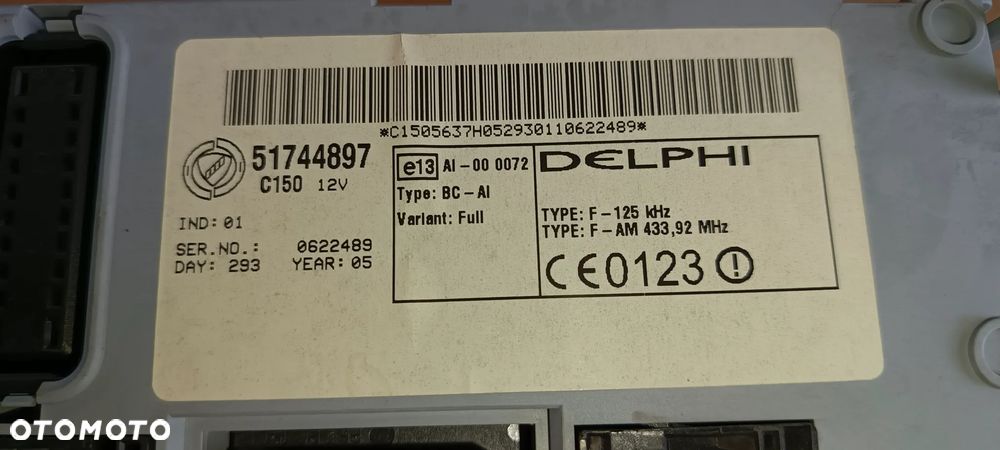 *C1505637H052930110622489*
51744897
C150 12V
IND: 01
SER.NO.: 0622489
DAY: 293 YEAR: 05
e13 AI-00 0072
Type: BC-AI
Variant: Full
DELPHI
TYPE: F-125 kHz
TYPE: F-AM 433,92 MHz
CE0123
OTOMOTO